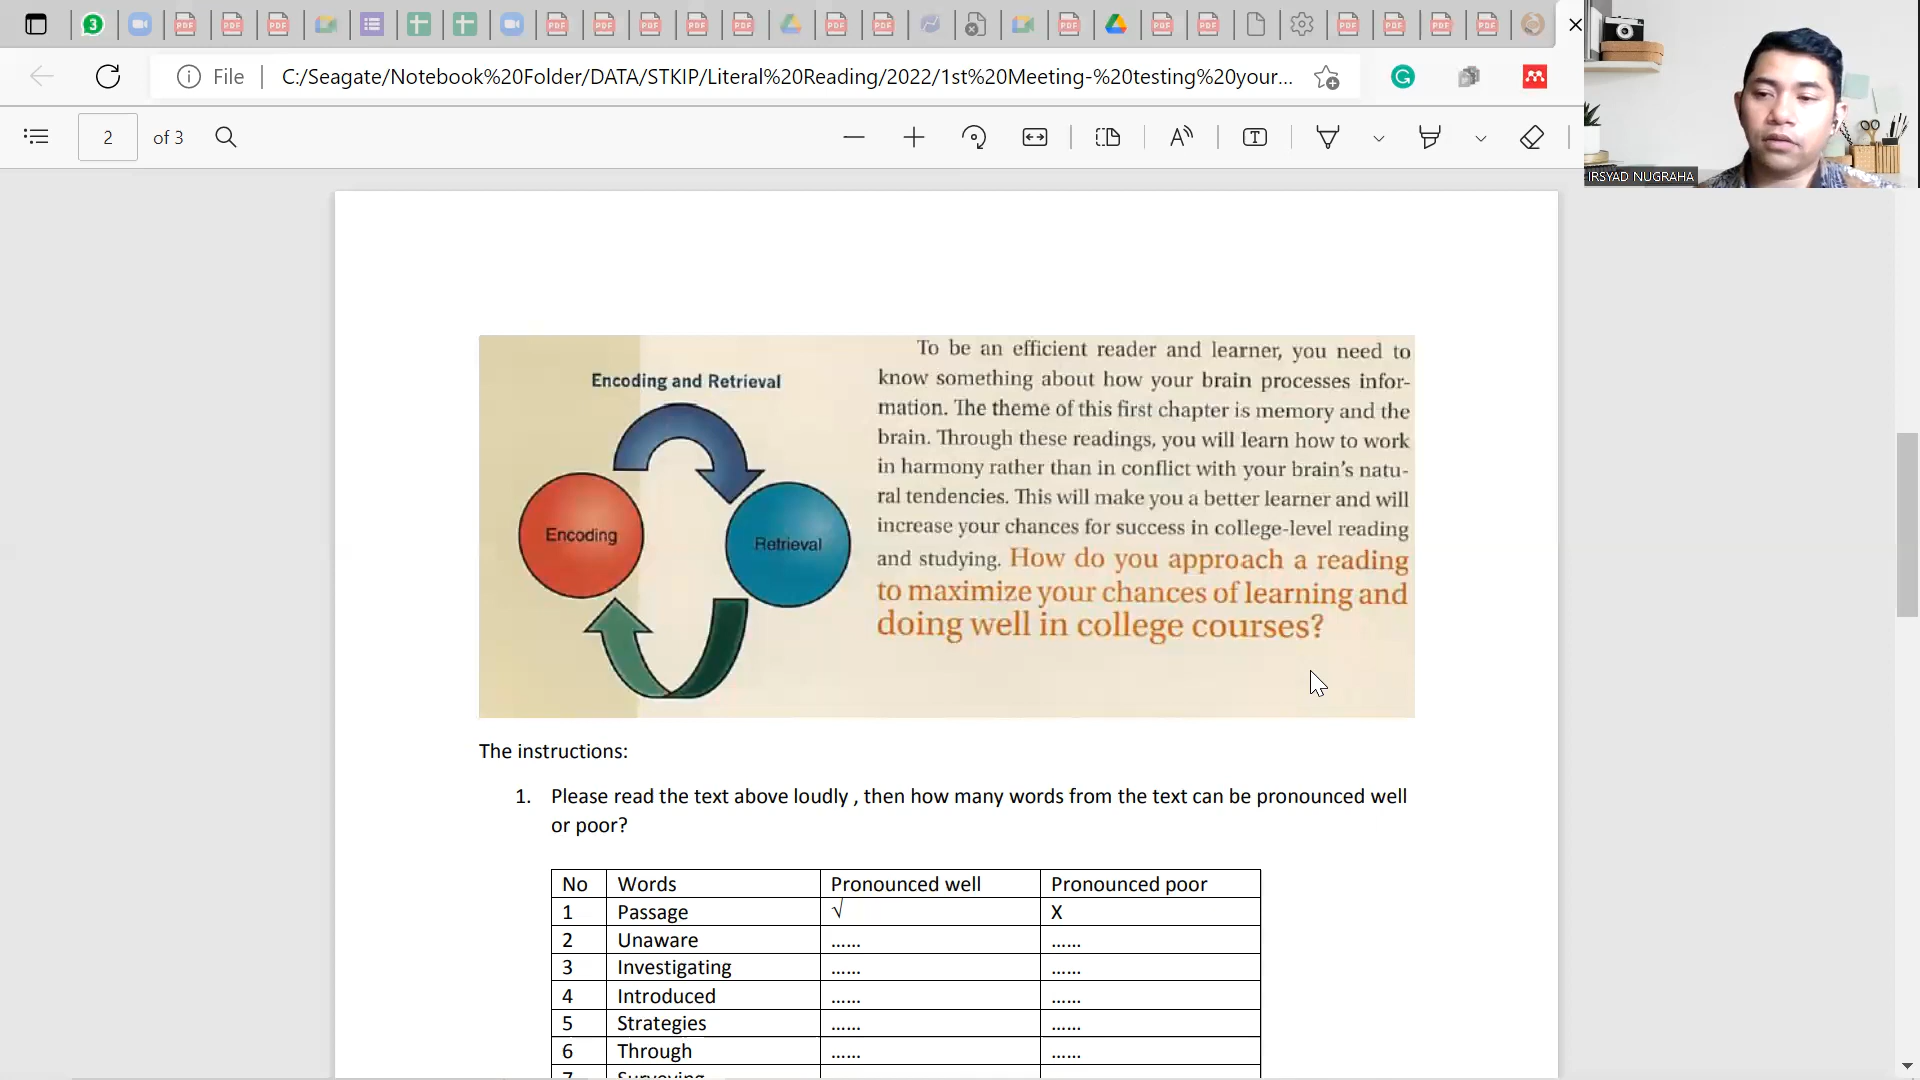 3
File
C:/Seagate/Notebook%20Folder/DATA/STKIP/Literal%20Reading/2022/1st%20Meeting-%20testing%20your...
2
of 3
IRSYAD NUGRAHA
Encoding and Retrieval
Encoding
Retrieval
To be an efficient reader and learner, you need to
know something about how your brain processes infor-
mation. The theme of this first chapter is memory and the
brain. Through these readings, you will learn how to work
in harmony rather than in conflict with your brain's natu-
ral tendencies. This will make you a better learner and will
increase your chances for success in college-level reading
and studying. How do you approach a reading
to maximize your chances of learning and
doing well in college courses?
The instructions:
1. Please read the text above loudly , then how many words from the text can be pronounced well
or poor?
No Words Pronounced well Pronounced poor
1 Passage √ X
2 Unaware ...... ......
3 Investigating ...... ......
4 Introduced ...... ......
5 Strategies ...... ......
6 Through ...... ......